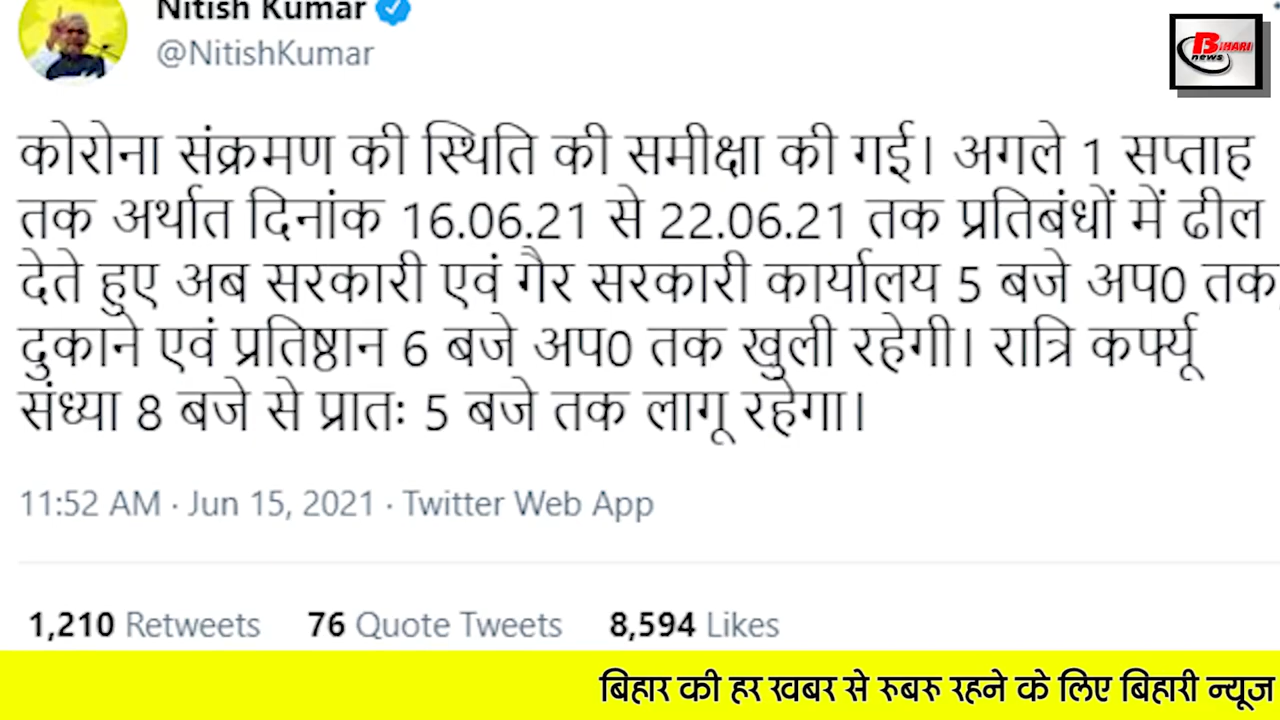 Nitish Kumar
@NitishKumar
BIHARI
news
कोरोना संक्रमण की स्थिति की समीक्षा की गई। अगले 1 सप्ताह
तक अर्थात दिनांक 16.06.21 से 22.06.21 तक प्रतिबंधों में ढील
देते हुए अब सरकारी एवं गैर सरकारी कार्यालय 5 बजे अप0 तक
दुकाने एवं प्रतिष्ठान 6 बजे अप0 तक खुली रहेगी। रात्रि कर्फ्यू
संध्या 8 बजे से प्रातः 5 बजे तक लागू रहेगा।
11:52 AM · Jun 15, 2021 · Twitter Web App
1,210 Retweets 76 Quote Tweets 8,594 Likes
बिहार की हर खबर से रुबरु रहने के लिए बिहारी न्यूज